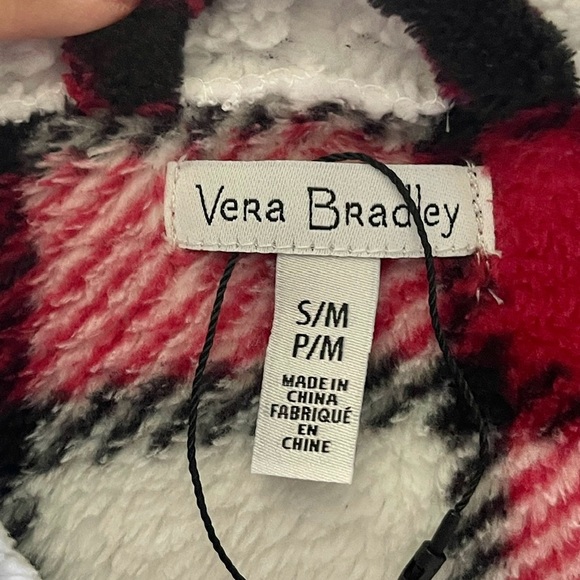 Vera Bradley
S/M
P/M
MADE IN
CHINA
FABRIQUÉ
EN
CHINE